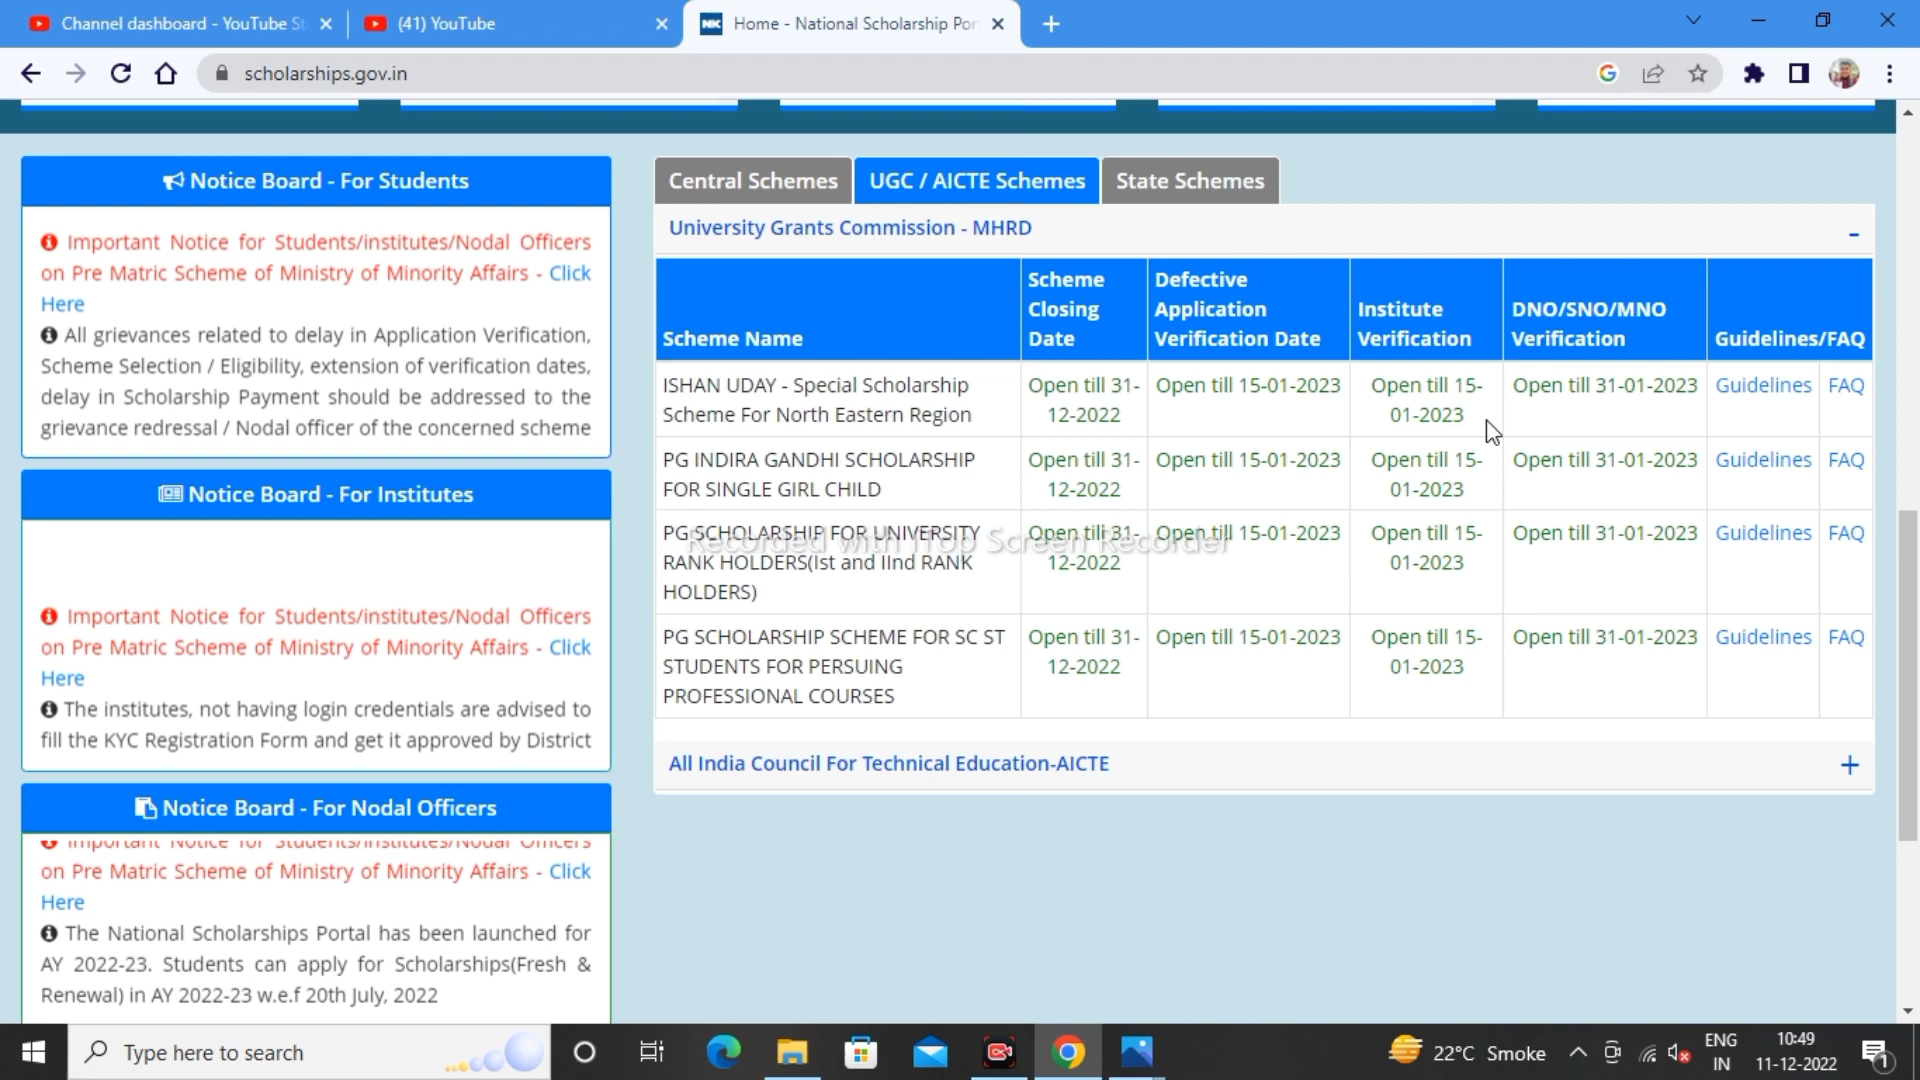 Channel dashboard - YouTube St
(41) YouTube
NK
Home - National Scholarship Por
scholarships.gov.in
Notice Board - For Students
Important Notice for Students/institutes/Nodal Officers
on Pre Matric Scheme of Ministry of Minority Affairs - Click
Here
All grievances related to delay in Application Verification,
Scheme Selection / Eligibility, extension of verification dates,
delay in Scholarship Payment should be addressed to the
grievance redressal / Nodal officer of the concerned scheme
Notice Board - For Institutes
Important Notice for Students/institutes/Nodal Officers
on Pre Matric Scheme of Ministry of Minority Affairs - Click
Here
The institutes, not having login credentials are advised to
fill the KYC Registration Form and get it approved by District
Notice Board - For Nodal Officers
Important Notice for Students/institutes/Nodal Officers
on Pre Matric Scheme of Ministry of Minority Affairs - Click
Here
The National Scholarships Portal has been launched for
AY 2022-23. Students can apply for Scholarships(Fresh &
Renewal) in AY 2022-23 w.e.f 20th July, 2022
Central Schemes
UGC / AICTE Schemes
State Schemes
University Grants Commission - MHRD
-
Scheme Name
Scheme
Closing
Date
Defective
Application
Verification Date
Institute
Verification
DNO/SNO/MNO
Verification
Guidelines/FAQ
ISHAN UDAY - Special Scholarship
Scheme For North Eastern Region
Open till 31-
12-2022
Open till 15-01-2023
Open till 15-
01-2023
Open till 31-01-2023
Guidelines
FAQ
PG INDIRA GANDHI SCHOLARSHIP
FOR SINGLE GIRL CHILD
Open till 31-
12-2022
Open till 15-01-2023
Open till 15-
01-2023
Open till 31-01-2023
Guidelines
FAQ
PG SCHOLARSHIP FOR UNIVERSITY
RANK HOLDERS(Ist and IInd RANK
HOLDERS)
Open till 31-
12-2022
Open till 15-01-2023
Open till 15-
01-2023
Open till 31-01-2023
Guidelines
FAQ
Recorded with iTop Screen Recorder
PG SCHOLARSHIP SCHEME FOR SC ST
STUDENTS FOR PERSUING
PROFESSIONAL COURSES
Open till 31-
12-2022
Open till 15-01-2023
Open till 15-
01-2023
Open till 31-01-2023
Guidelines
FAQ
All India Council For Technical Education-AICTE
+
Type here to search
22°C Smoke
ENG
IN
10:49
11-12-2022
1